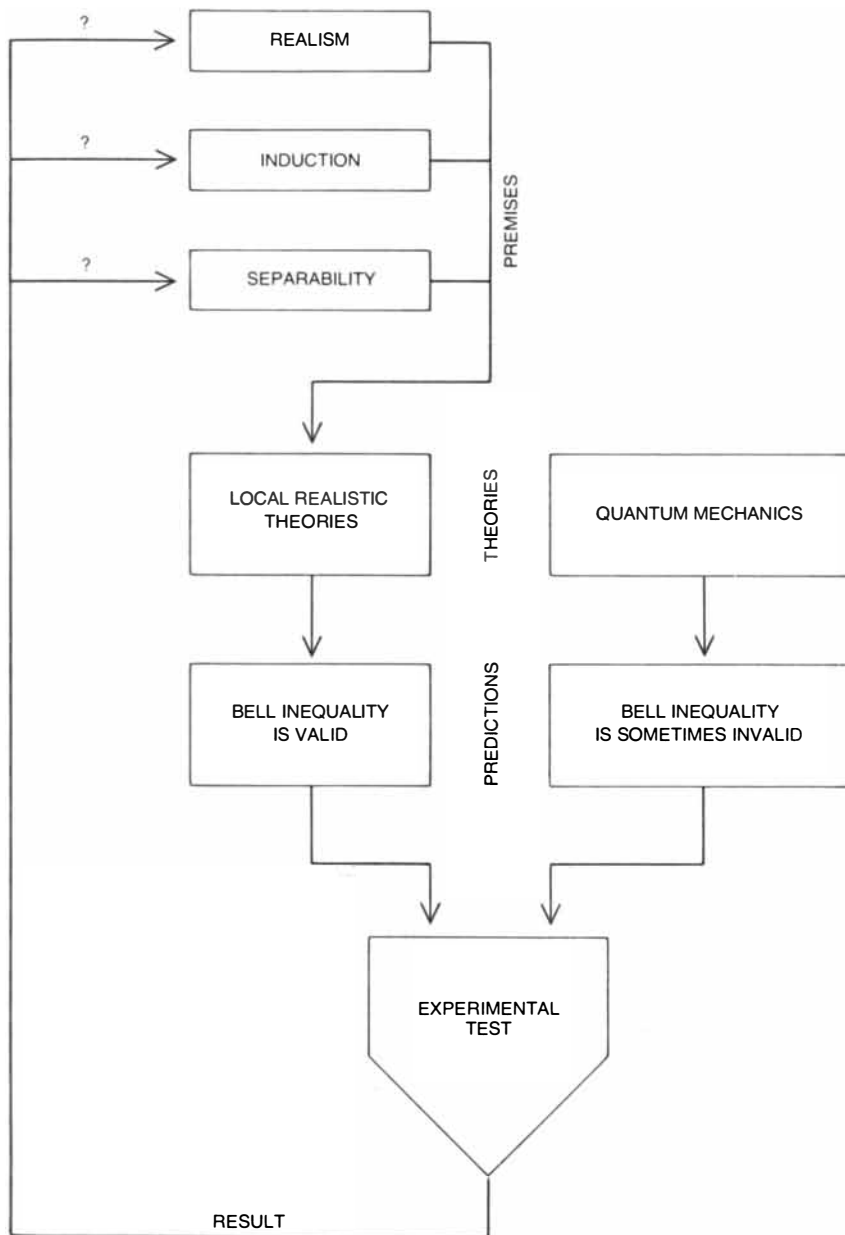 ?
REALISM
?
INDUCTION
PREMISES
?
SEPARABILITY
LOCAL REALISTIC
THEORIES
THEORIES
QUANTUM MECHANICS
BELL INEQUALITY
IS VALID
PREDICTIONS
BELL INEQUALITY
IS SOMETIMES INVALID
EXPERIMENTAL
TEST
RESULT